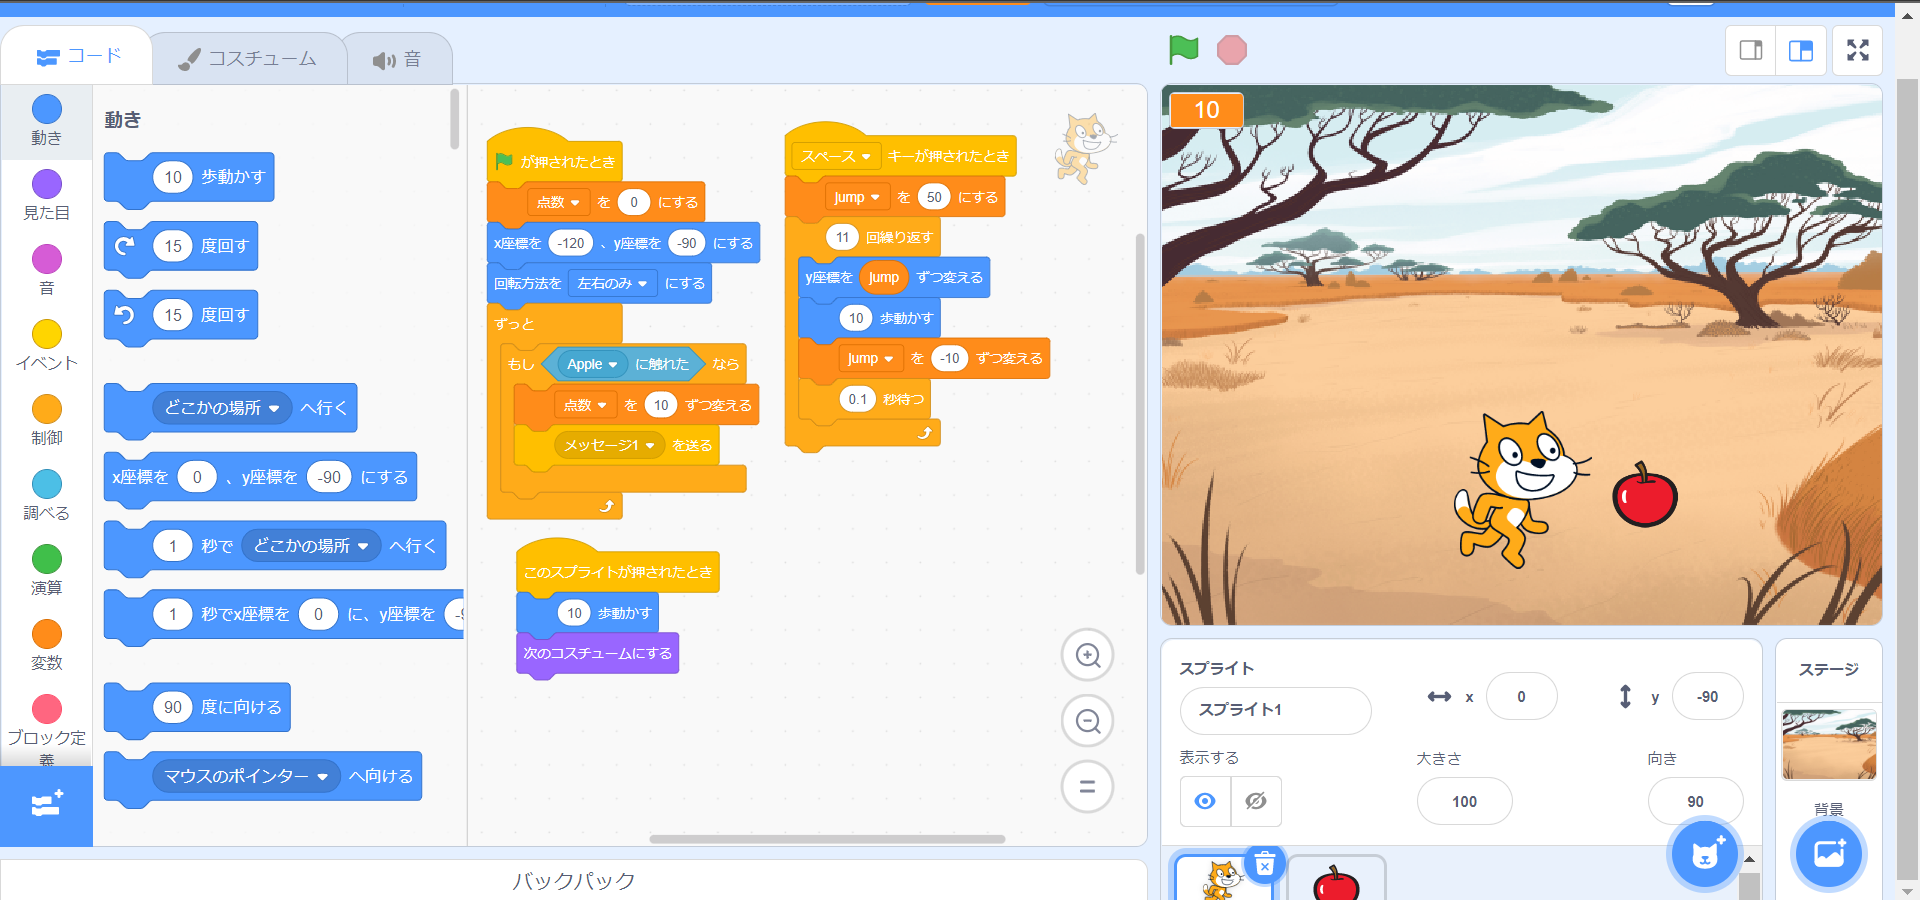 コード
コスチューム
音
動き
見た目
音
イベント
制御
調べる
演算
変数
ブロック定
義
動き
10 歩動かす
15 度回す
15 度回す
どこかの場所 へ行く
x座標を 0 、y座標を -90 にする
1 秒で どこかの場所 へ行く
1 秒でx座標を 0 に、y座標を
90 度に向ける
マウスのポインター へ向ける
が押されたとき
点数 を 0 にする
x座標を -120 、y座標を -90 にする
回転方法を 左右のみ にする
ずっと
もし Apple に触れた なら
点数 を 10 ずつ変える
メッセージ1 を送る
このスプライトが押されたとき
10 歩動かす
次のコスチュームにする
スペース キーが押されたとき
jump を 50 にする
11 回繰り返す
y座標を jump ずつ変える
10 歩動かす
jump を -10 ずつ変える
0.1 秒待つ
バックパック
10
スプライト
スプライト1
x 0
y -90
表示する
大きさ
100
向き
90
ステージ
背景